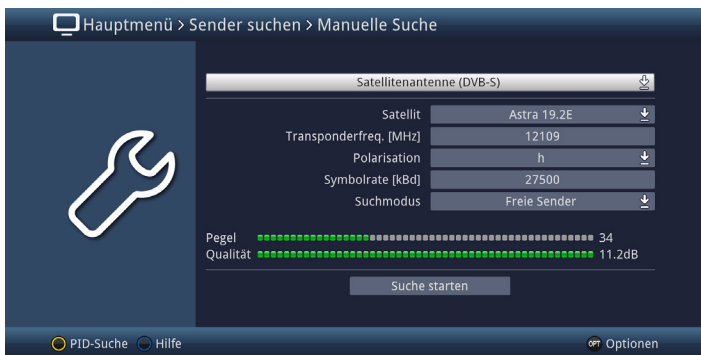 Hauptmenü > Sender suchen > Manuelle Suche
Satellitenantenne (DVB-S)
Satellit Astra 19.2E
Transponderfreq. [MHz] 12109
Polarisation h
Symbolrate [kBd] 27500
Suchmodus Freie Sender
Pegel 34
Qualität 11.2dB
Suche starten
PID-Suche Hilfe OPT Optionen